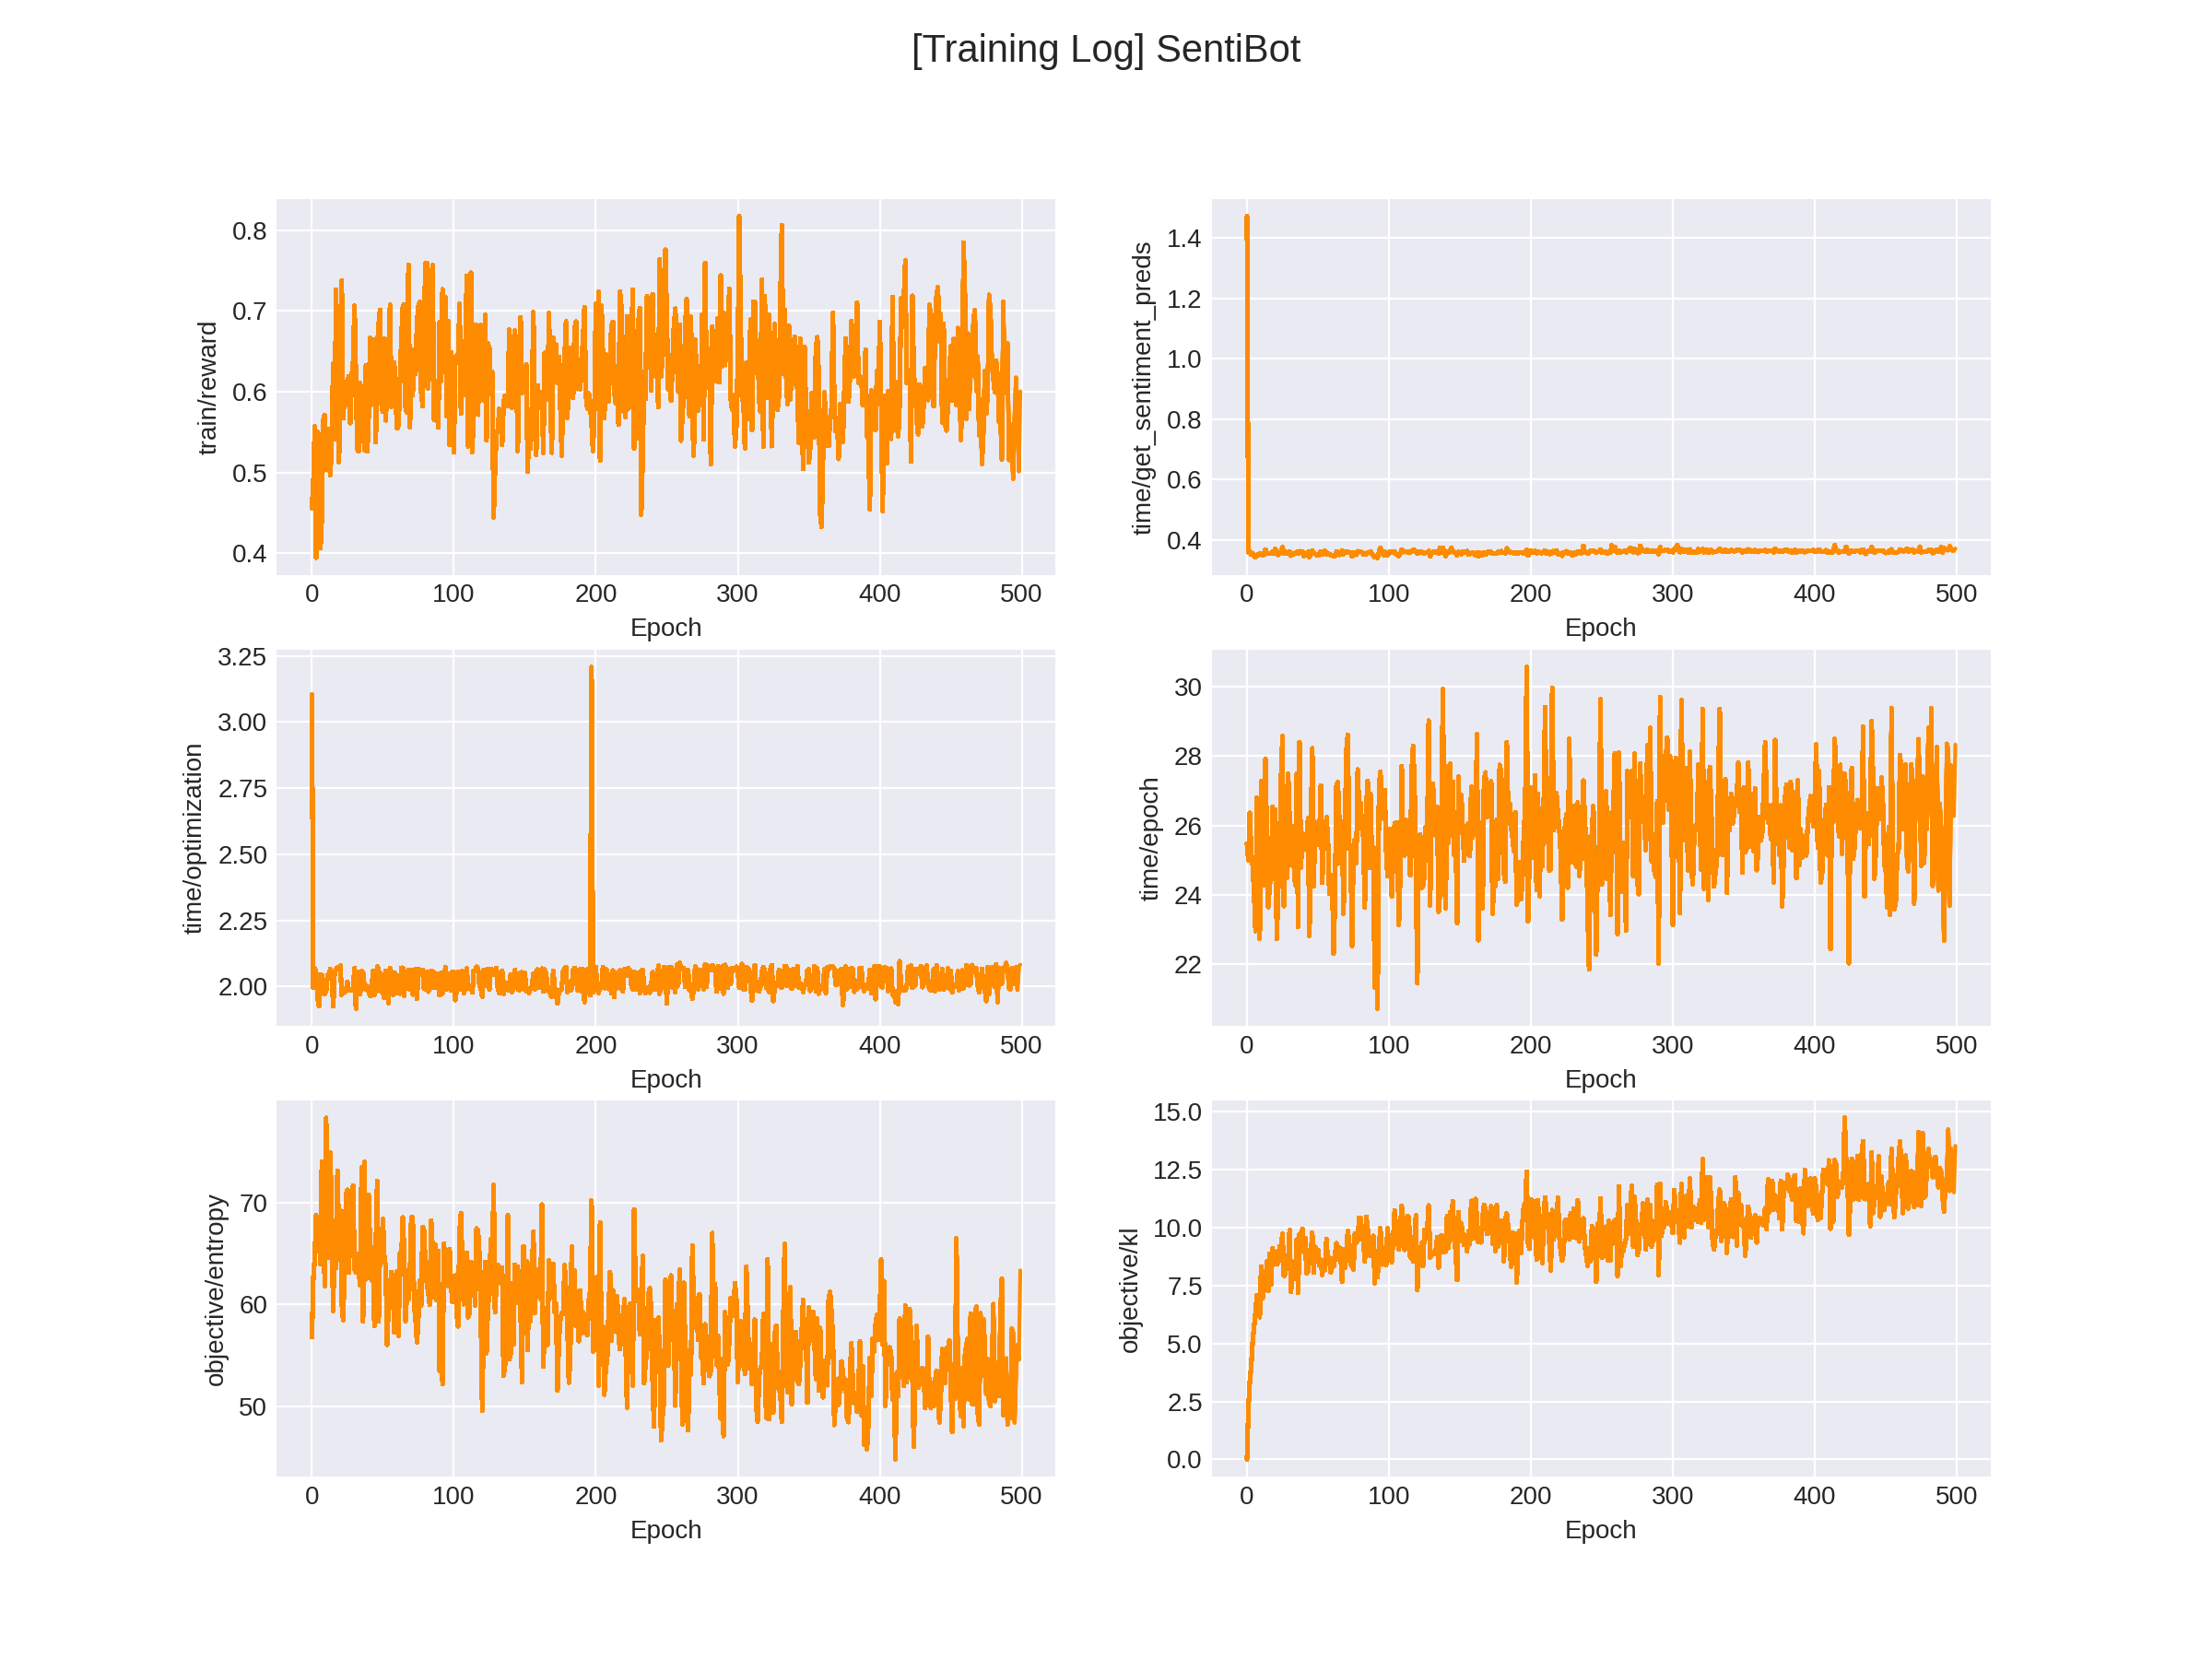 [Training Log] SentiBot
train/reward
0.8
0.7
0.6
0.5
0.4
0 100 200 300 400 500
Epoch
time/get_sentiment_preds
1.4
1.2
1.0
0.8
0.6
0.4
0 100 200 300 400 500
Epoch
time/optimization
3.25
3.00
2.75
2.50
2.25
2.00
0 100 200 300 400 500
Epoch
time/epoch
30
28
26
24
22
0 100 200 300 400 500
Epoch
objective/entropy
70
60
50
0 100 200 300 400 500
Epoch
objective/kl
15.0
12.5
10.0
7.5
5.0
2.5
0.0
0 100 200 300 400 500
Epoch